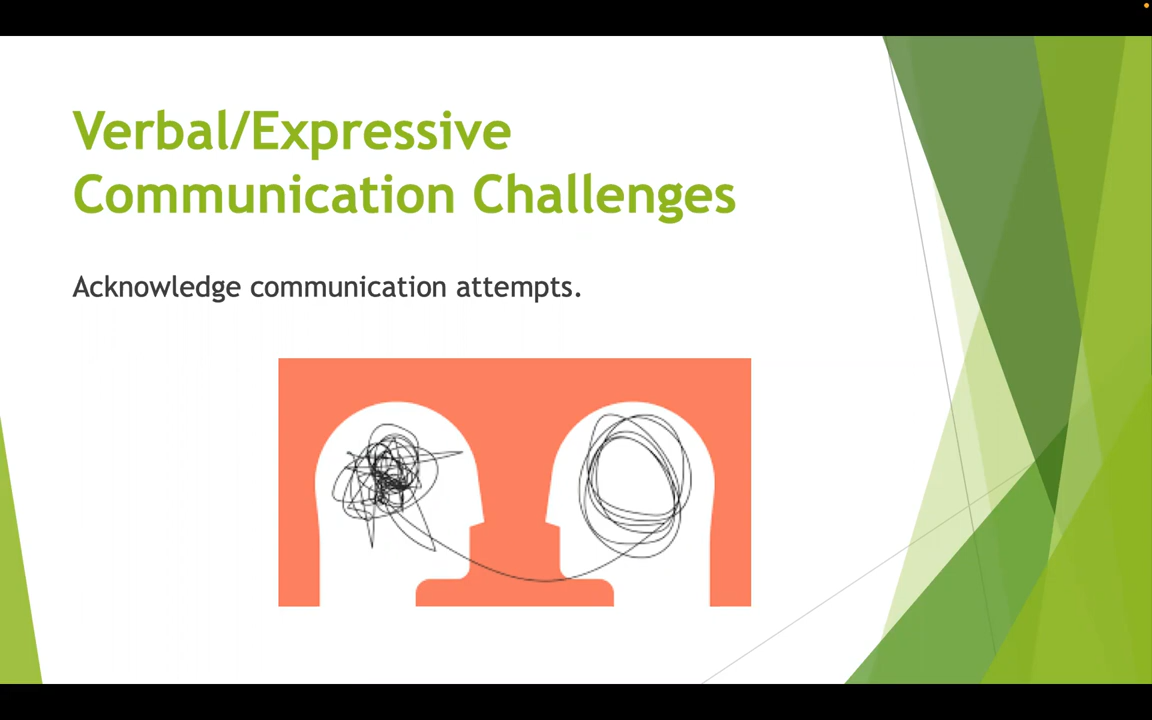 Verbal/Expressive
Communication Challenges
Acknowledge communication attempts.